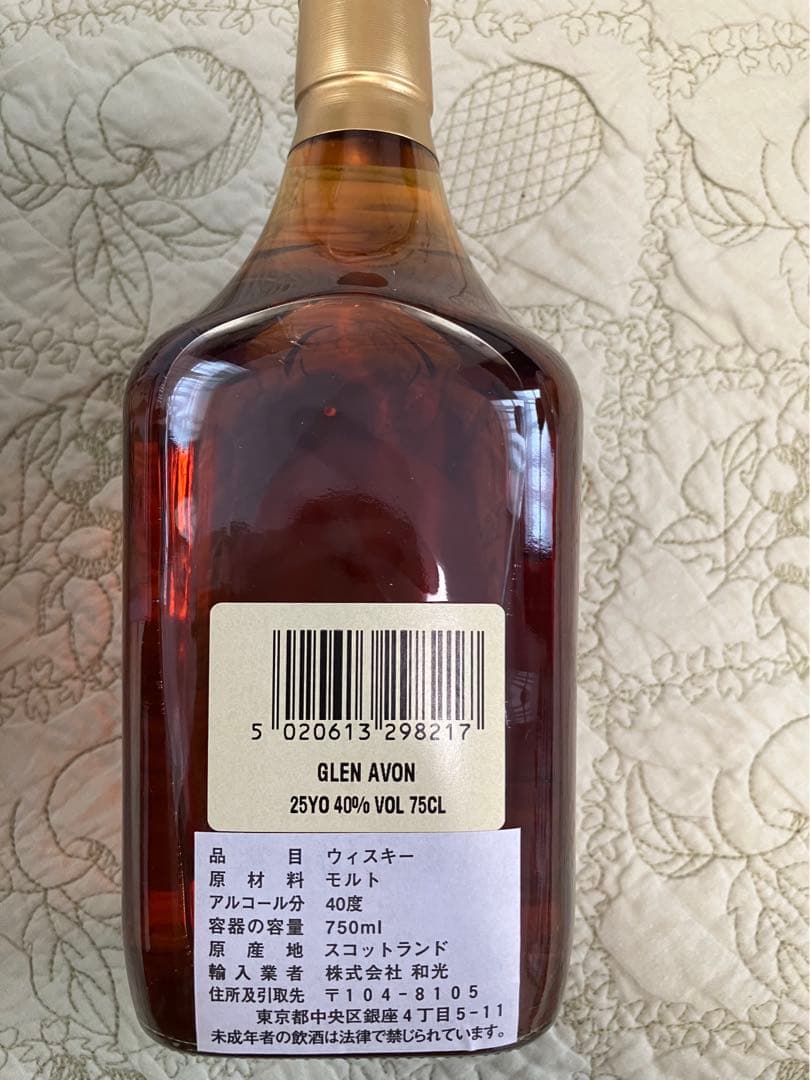 5 020613 298217
GLEN AVON
25YO 40% VOL 75CL
品目 ウィスキー
原材料 モルト
アルコール分 40度
容器の容量 750ml
原産地 スコットランド
輸入業者 株式会社 和光
住所及引取先 〒104-8105
東京都中央区銀座4丁目5-11
未成年者の飲酒は法律で禁じられています。